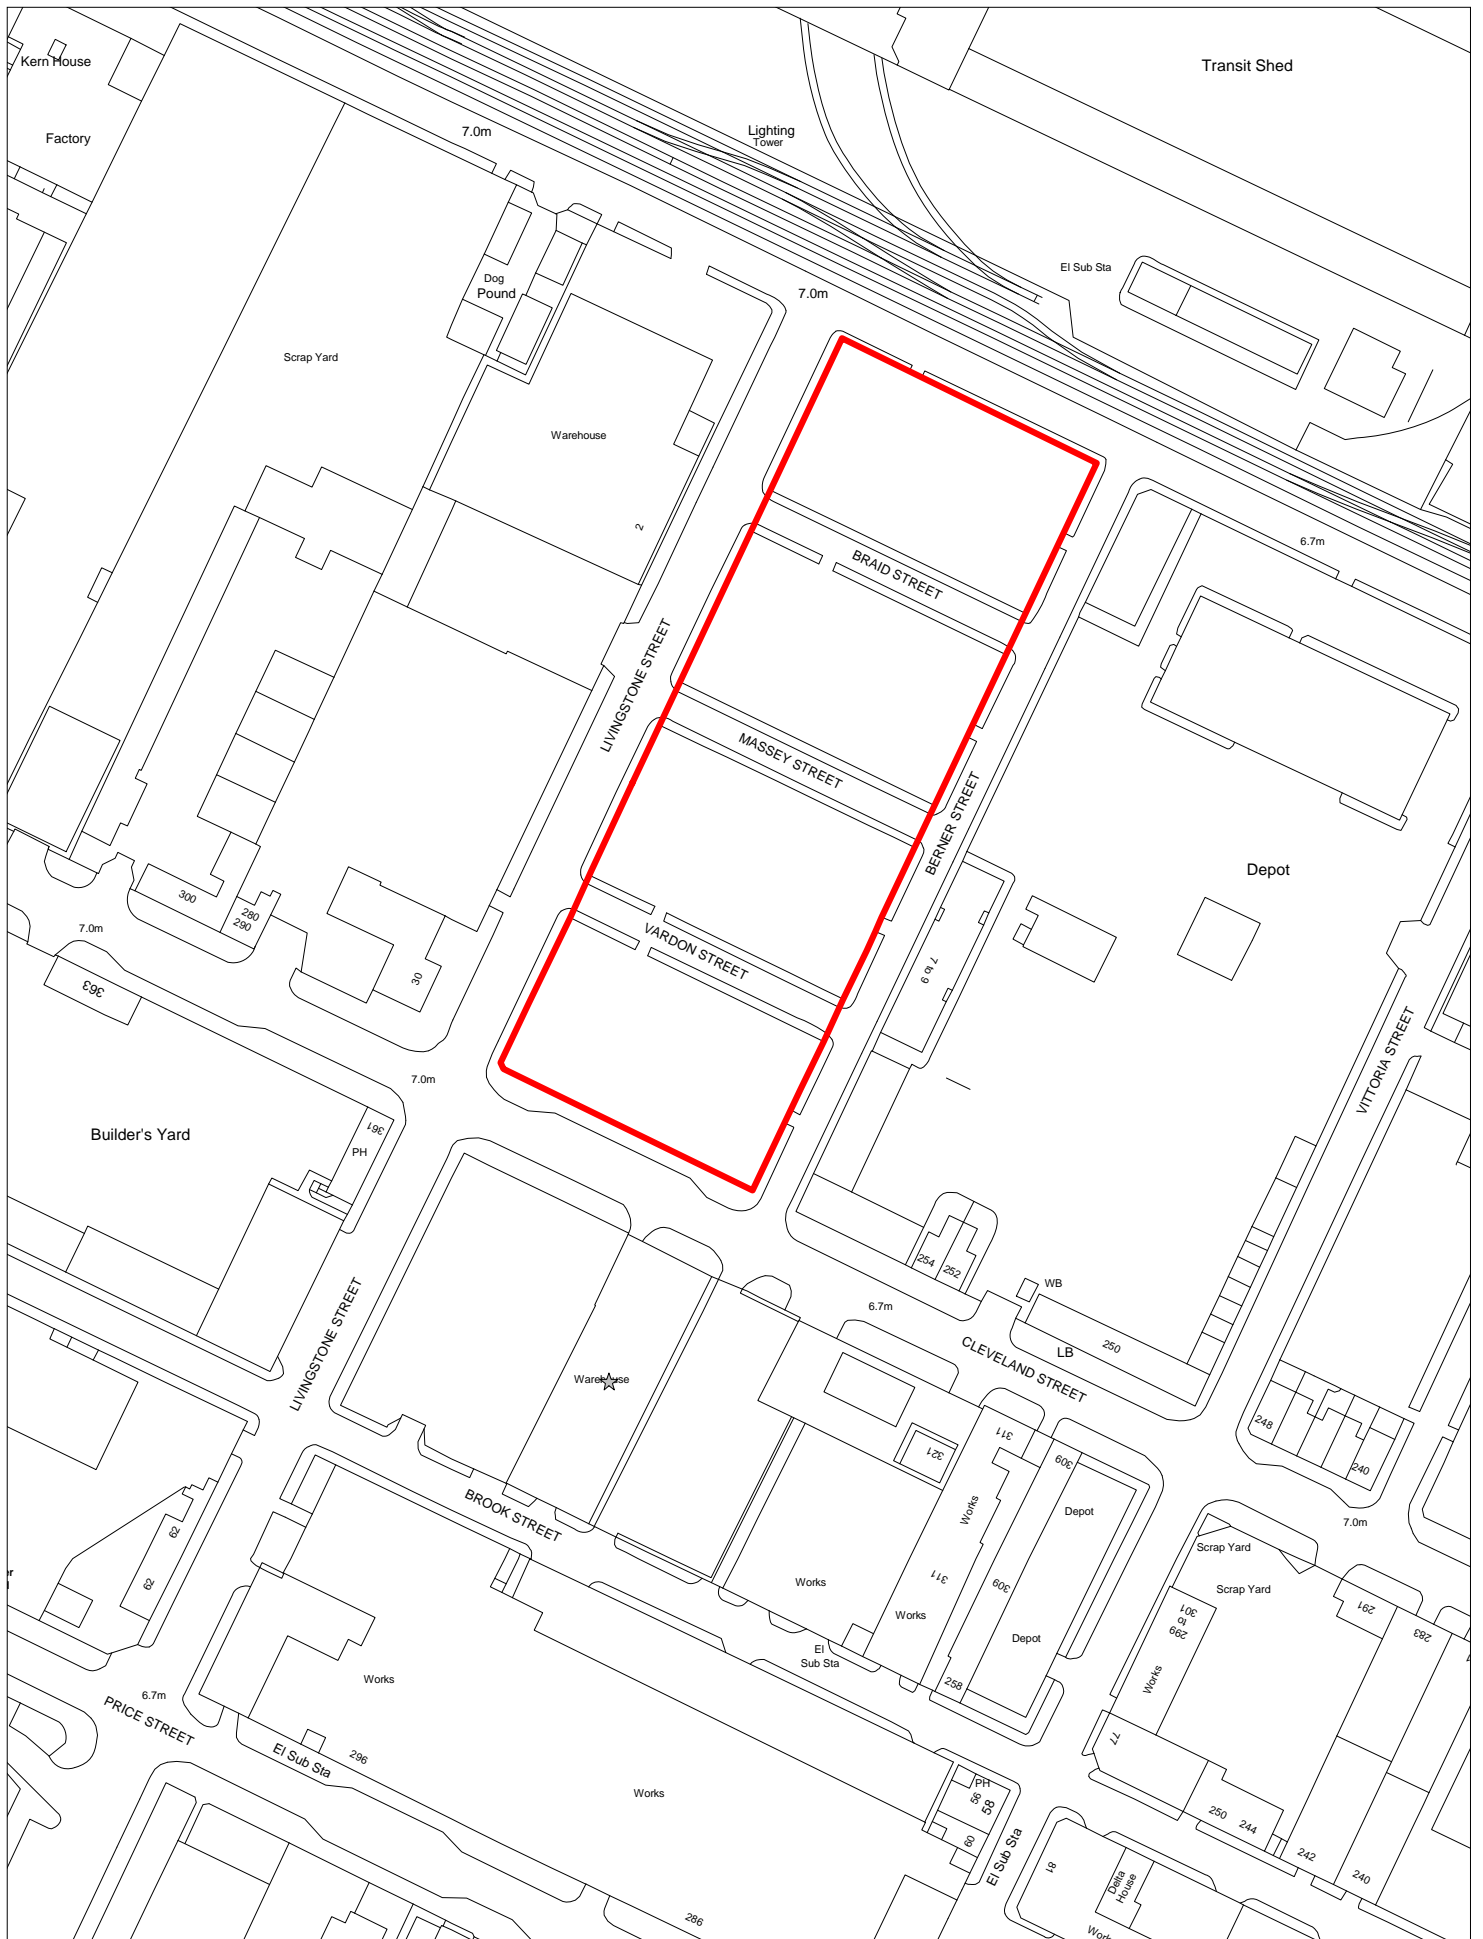 Kern House
Transit Shed
Factory
7.0m
Lighting
Tower
El Sub Sta
Dog
Pound
7.0m
Scrap Yard
Warehouse
2
6.7m
BRAID STREET
LIVINGSTONE STREET
MASSEY STREET
BERNER STREET
Depot
300
280
290
7.0m
VARDON STREET
30
7 to 9
363
VITTORIA STREET
7.0m
Builder's Yard
361
PH
254
252
WB
6.7m
LIVINGSTONE STREET
CLEVELAND STREET
LB
250
Warehouse
248
240
321
311
309
BROOK STREET
Works
Depot
7.0m
62
62
Scrap Yard
Scrap Yard
Works
311
309
Works
291
283
299
to
301
El
Sub Sta
Depot
Works
258
Works
6.7m
PRICE STREET
El Sub Sta
296
77
Works
PH
56
58
60
El Sub Sta
250
244
242
240
81
Delta
House
286